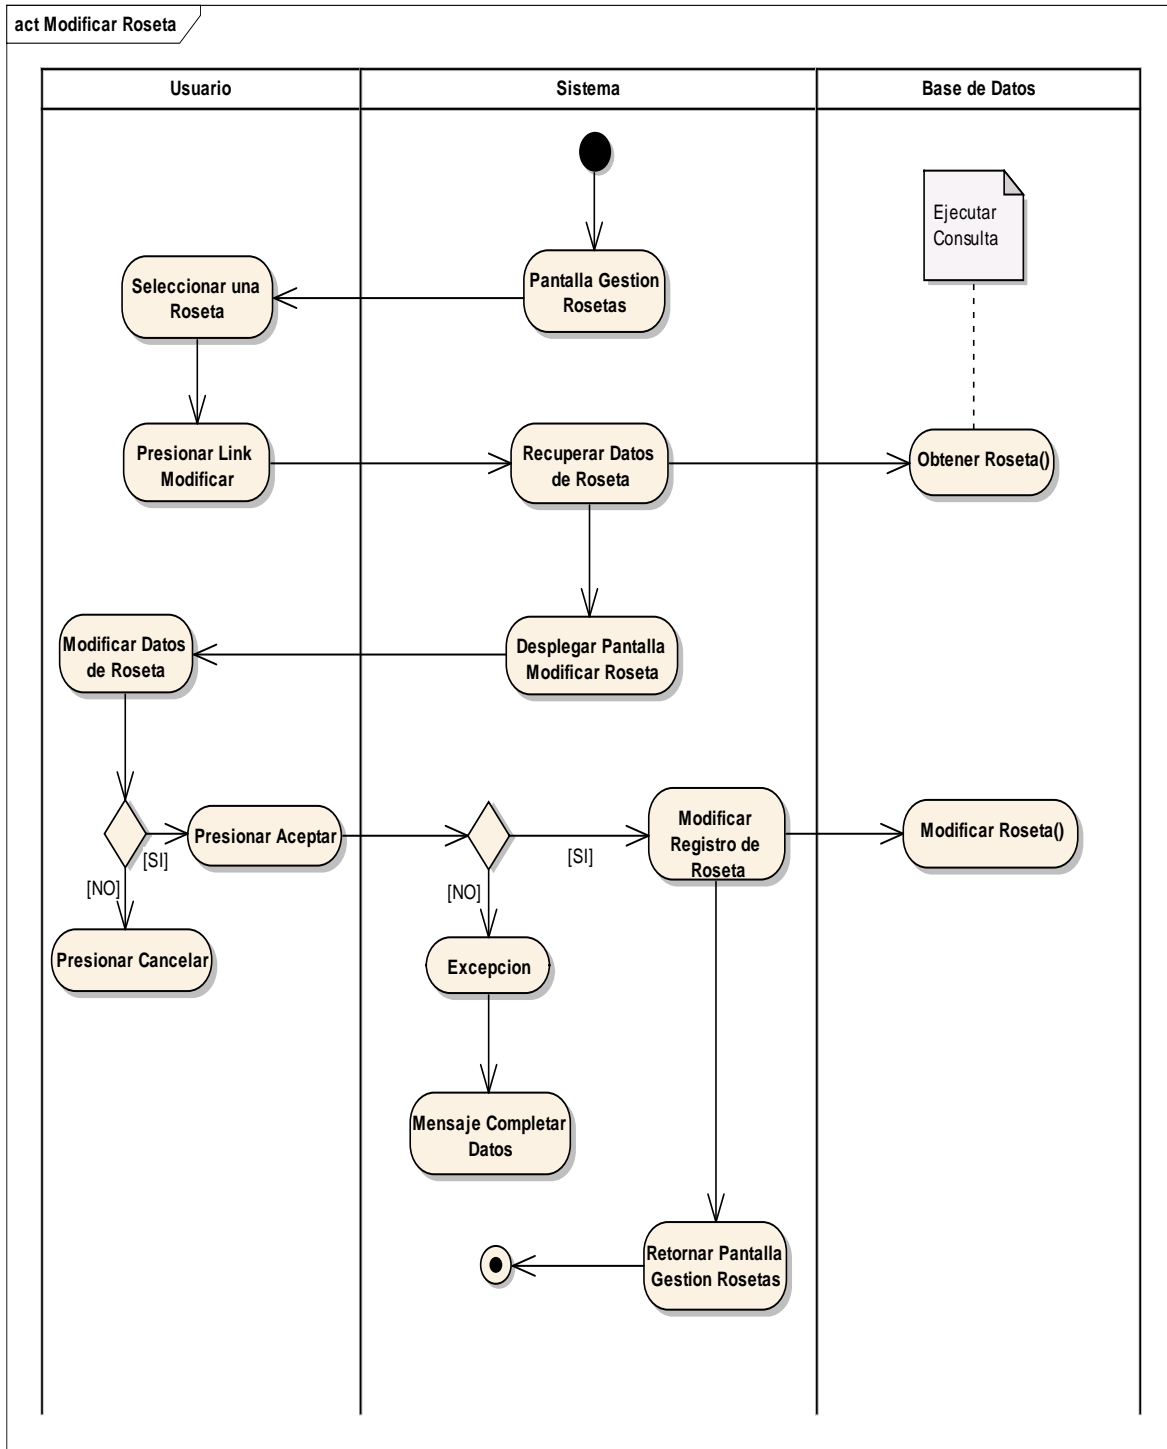 act Modificar Roseta
Usuario
Sistema
Base de Datos
Ejecutar
Consulta
Pantalla Gestion
Rosetas
Seleccionar una
Roseta
Presionar Link
Modificar
Recuperar Datos
de Roseta
Obtener Roseta()
Modificar Datos
de Roseta
Desplegar Pantalla
Modificar Roseta
Presionar Aceptar
[SI]
[NO]
Presionar Cancelar
[SI]
[NO]
Modificar
Registro de
Roseta
Modificar Roseta()
Excepcion
Mensaje Completar
Datos
Retornar Pantalla
Gestion Rosetas